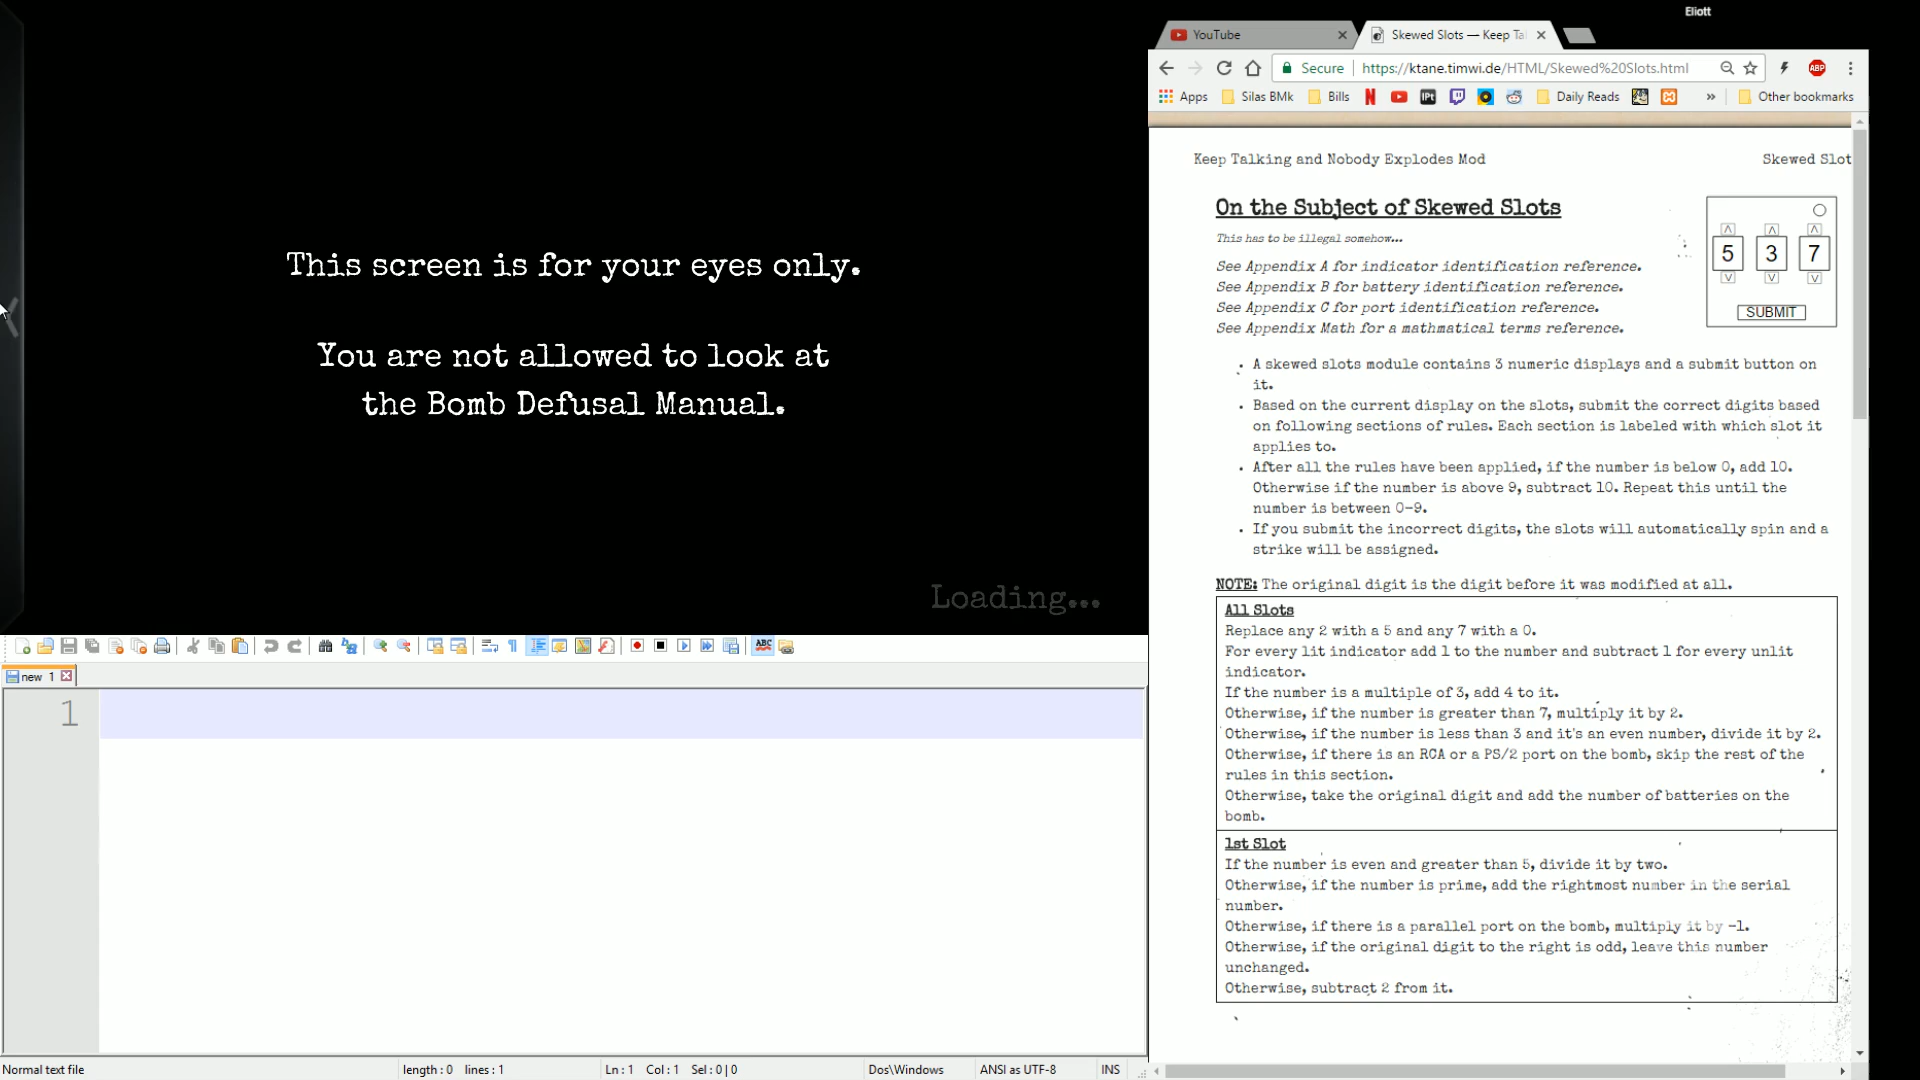 This screen is for your eyes only.
You are not allowed to look at
the Bomb Defusal Manual.
Loading...
new 1
1
Normal text file
length : 0 lines : 1
Ln : 1 Col : 1 Sel : 0 | 0
Dos\Windows
ANSI as UTF-8
INS
Eliott
YouTube
Skewed Slots — Keep Ta
Secure
https://ktane.timwi.de/HTML/Skewed%20Slots.html
ABP
Apps
Silas BMk
Bills
IPt
Daily Reads
»
Other bookmarks
Keep Talking and Nobody Explodes Mod
Skewed Slot
On the Subject of Skewed Slots
This has to be illegal somehow...
See Appendix A for indicator identification reference.
See Appendix B for battery identification reference.
See Appendix C for port identification reference.
See Appendix Math for a mathmatical terms reference.
5 3 7
SUBMIT
• A skewed slots module contains 3 numeric displays and a submit button on
it.
• Based on the current display on the slots, submit the correct digits based
on following sections of rules. Each section is labeled with which slot it
applies to.
• After all the rules have been applied, if the number is below 0, add 10.
Otherwise if the number is above 9, subtract 10. Repeat this until the
number is between 0-9.
• If you submit the incorrect digits, the slots will automatically spin and a
strike will be assigned.
NOTE: The original digit is the digit before it was modified at all.
All Slots
Replace any 2 with a 5 and any 7 with a 0.
For every lit indicator add 1 to the number and subtract 1 for every unlit
indicator.
If the number is a multiple of 3, add 4 to it.
Otherwise, if the number is greater than 7, multiply it by 2.
Otherwise, if the number is less than 3 and it's an even number, divide it by 2.
Otherwise, if there is an RCA or a PS/2 port on the bomb, skip the rest of the
rules in this section.
Otherwise, take the original digit and add the number of batteries on the
bomb.
1st Slot
If the number is even and greater than 5, divide it by two.
Otherwise, if the number is prime, add the rightmost number in the serial
number.
Otherwise, if there is a parallel port on the bomb, multiply it by -1.
Otherwise, if the original digit to the right is odd, leave this number
unchanged.
Otherwise, subtract 2 from it.